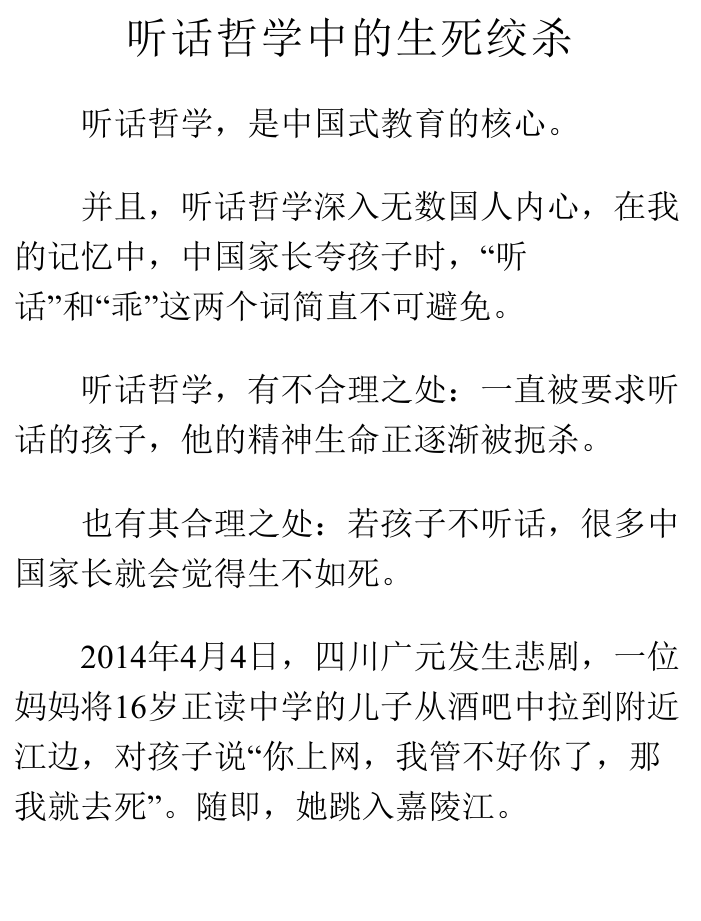 听话哲学中的生死绞杀
听话哲学，是中国式教育的核心。
并且，听话哲学深入无数国人内心，在我
的记忆中，中国家长夸孩子时，“听
话”和“乖”这两个词简直不可避免。
听话哲学，有不合理之处：一直被要求听
话的孩子，他的精神生命正逐渐被扼杀。
也有其合理之处：若孩子不听话，很多中
国家长就会觉得生不如死。
2014年4月4日，四川广元发生悲剧，一位
妈妈将16岁正读中学的儿子从酒吧中拉到附近
江边，对孩子说“你上网，我管不好你了，那
我就去死”。随即，她跳入嘉陵江。